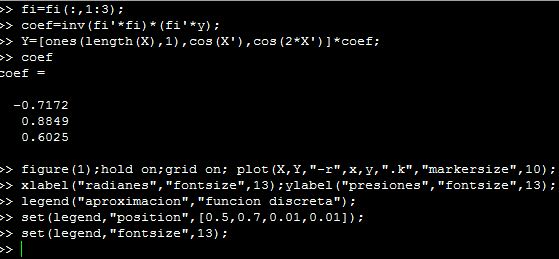 >> fi=fi(:,1:3);
>> coef=inv(fi'*fi)*(fi'*y);
>> Y=[ones(length(X),1),cos(X'),cos(2*X')]*coef;
>> coef
coef =
-0.7172
0.8849
0.6025
>> figure(1);hold on;grid on; plot(X,Y,"-r",x,y,".k","markersize",10);
>> xlabel("radianes","fontsize",13);ylabel("presiones","fontsize",13);
>> legend("aproximacion","funcion discreta");
>> set(legend,"position",[0.5,0.7,0.01,0.01]);
>> set(legend,"fontsize",13);
>>